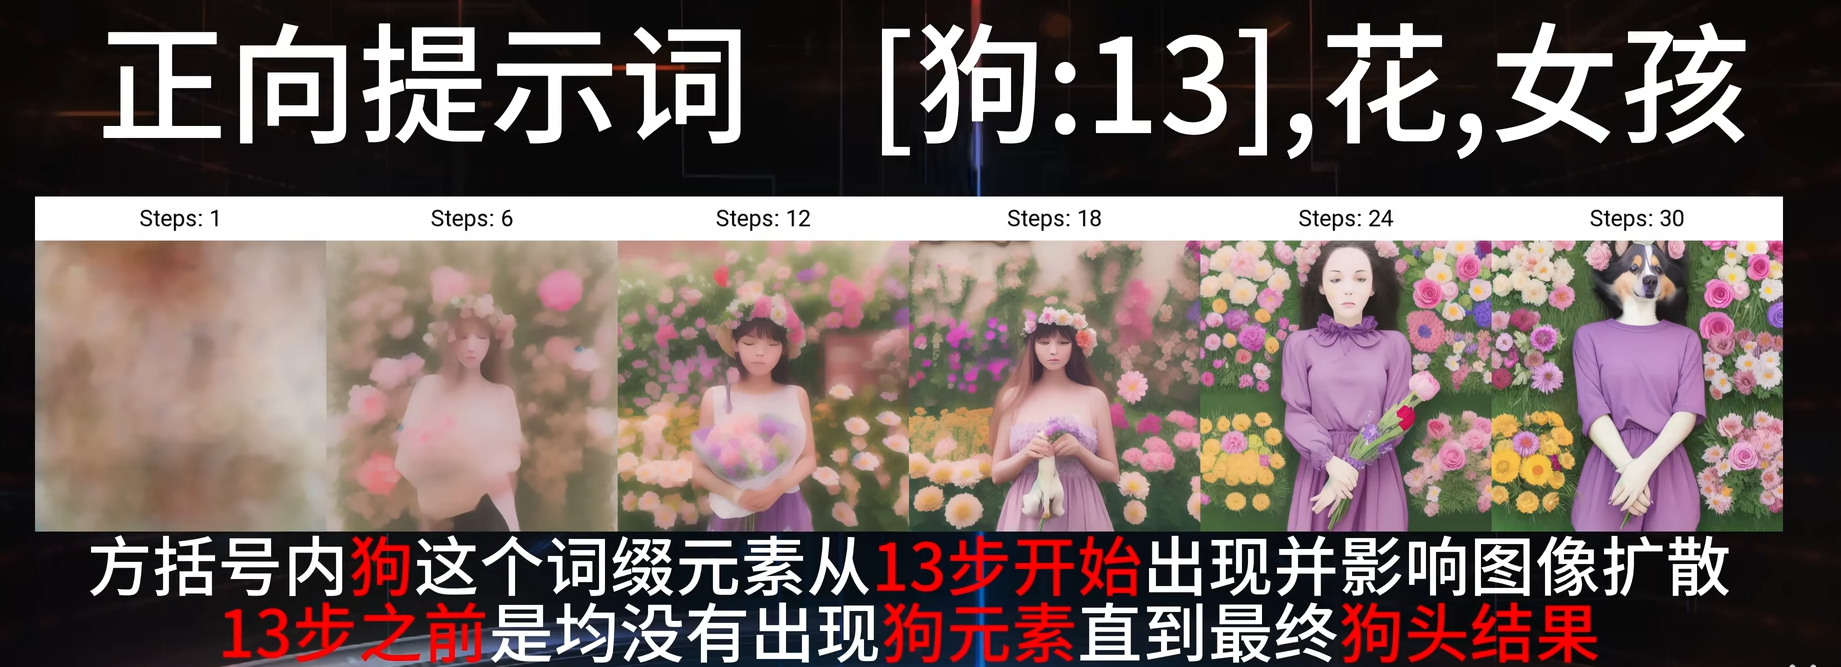 正向提示词 [狗:13],花,女孩
Steps: 1 Steps: 6 Steps: 12 Steps: 18 Steps: 24 Steps: 30
方括号内狗这个词缀元素从13步开始出现并影响图像扩散
13步之前是均没有出现狗元素直到最终狗头结果